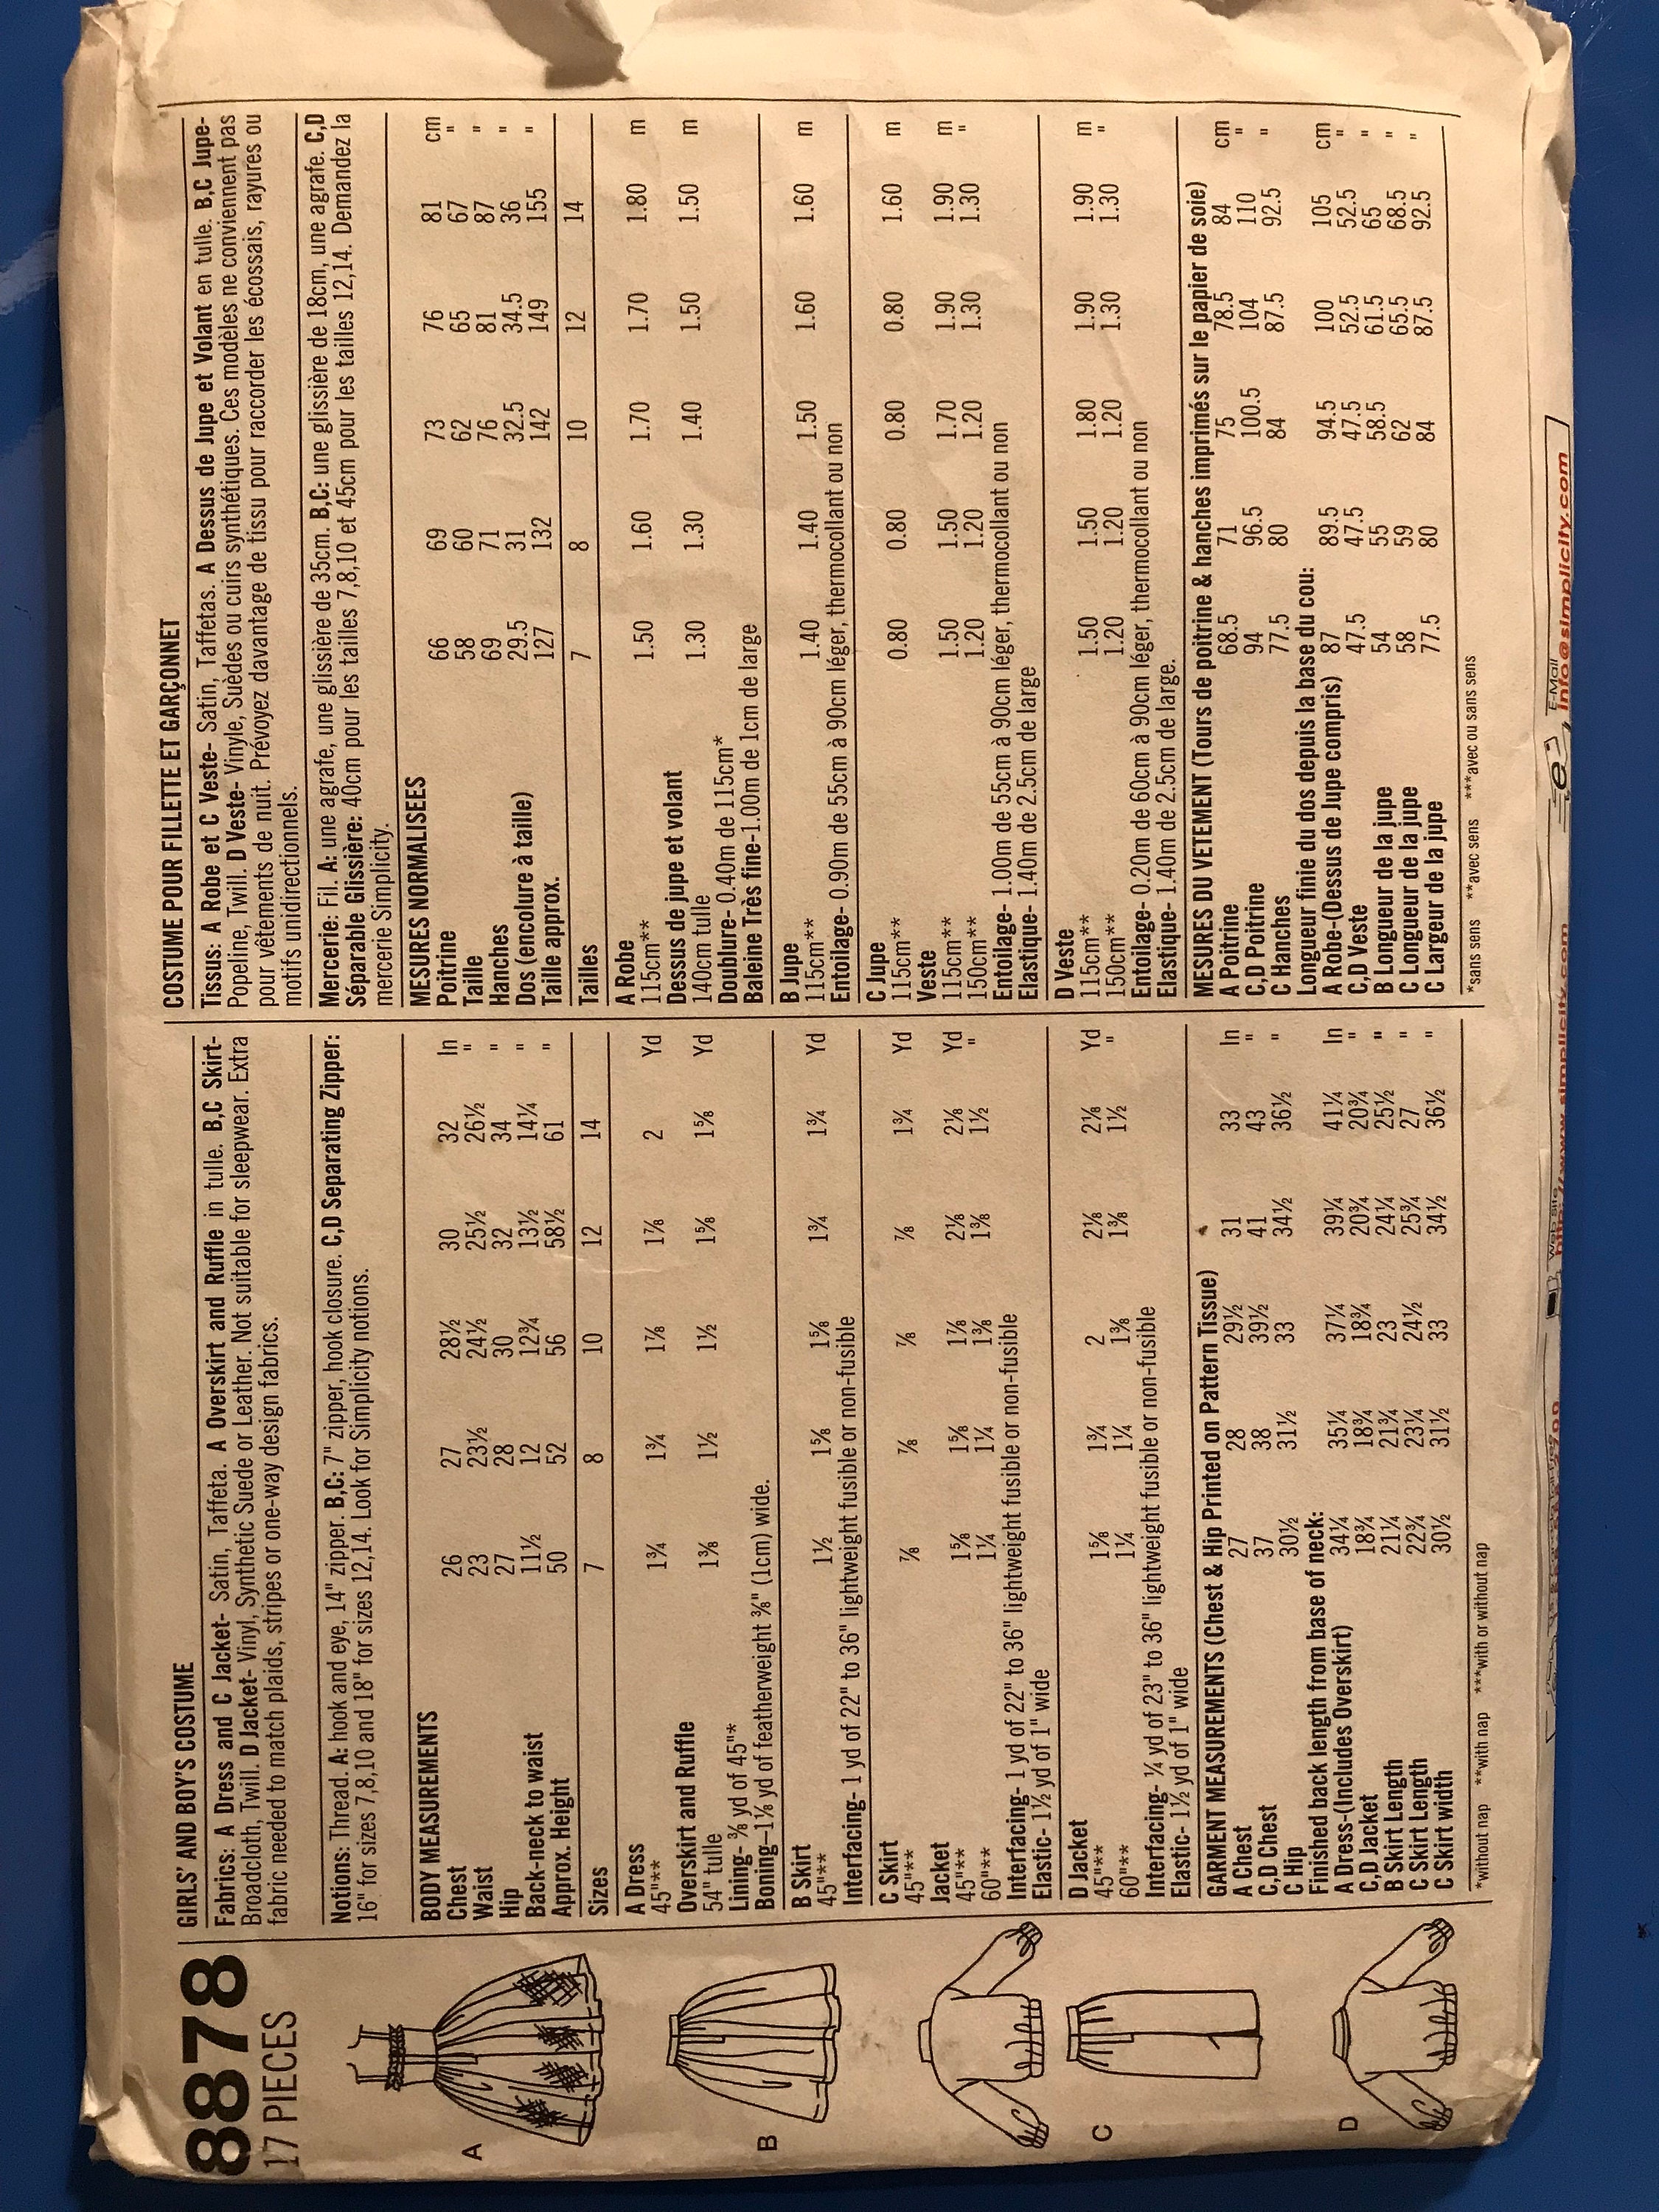 8878
17 PIECES
A
B
C
D
GIRLS' AND BOY'S COSTUME
Fabrics: A Dress and C Jacket- Satin, Taffeta. A Overskirt and Ruffle in tulle. B,C Skirt-
Broadcloth, Twill. D Jacket- Vinyl, Synthetic Suede or Leather. Not suitable for sleepwear. Extra
fabric needed to match plaids, stripes or one-way design fabrics.
Notions: Thread. A: hook and eye, 14" zipper. B,C: 7" zipper, hook closure. C,D Separating Zipper:
16" for sizes 7,8,10 and 18" for sizes 12,14. Look for Simplicity notions.
BODY MEASUREMENTS
Chest 26 27 28½ 30 32 In
Waist 23 23½ 24½ 25½ 26½ "
Hip 27 28 30 32 34 "
Back-neck to waist 11½ 12 12¾ 13½ 14¼ "
Approx. Height 50 52 56 58½ 61 "
Sizes 7 8 10 12 14
A Dress
45"** 1¾ 1¾ 1⅞ 1⅞ 2 Yd
Overskirt and Ruffle
54" tulle 1⅜ 1½ 1½ 1⅝ 1⅝ Yd
Lining- ⅜ yd of 45"*
Boning–1⅛ yd of featherweight ⅜" (1cm) wide.
B Skirt
45"** 1½ 1⅝ 1⅝ 1¾ 1¾ Yd
Interfacing- 1 yd of 22" to 36" lightweight fusible or non-fusible
C Skirt
45"** ⅞ ⅞ ⅞ ⅞ 1¾ Yd
Jacket
45"** 1⅝ 1⅝ 1⅞ 2⅛ 2⅛ Yd
60"** 1¼ 1¼ 1⅜ 1⅜ 1½ "
Interfacing- 1 yd of 22" to 36" lightweight fusible or non-fusible
Elastic- 1½ yd of 1" wide
D Jacket
45"** 1⅝ 1¾ 2 2⅛ 2⅛ Yd
60"** 1¼ 1¼ 1⅜ 1⅜ 1½ "
Interfacing- ¼ yd of 23" to 36" lightweight fusible or non-fusible
Elastic- 1½ yd of 1" wide
GARMENT MEASUREMENTS (Chest & Hip Printed on Pattern Tissue)
A Chest 27 28 29½ 31 33 In
C,D Chest 37 38 39½ 41 43 "
C Hip 30½ 31½ 33 34½ 36½ "
Finished back length from base of neck:
A Dress-(Includes Overskirt) 34¼ 35¼ 37¼ 39¼ 41¼ In
C,D Jacket 18¾ 18¾ 18¾ 20¾ 20¾ "
B Skirt Length 21¼ 21¾ 23 24¼ 25½ "
C Skirt Length 22¾ 23¼ 24½ 25¾ 27 "
C Skirt width 30½ 31½ 33 34½ 36½ "
*without nap **with nap ***with or without nap
COSTUME POUR FILLETTE ET GARÇONNET
Tissus: A Robe et C Veste- Satin, Taffetas. A Dessus de Jupe et Volant en tulle. B,C Jupe-
Popeline, Twill. D Veste- Vinyle, Suèdes ou cuirs synthétiques. Ces modèles ne conviennent pas
pour vêtements de nuit. Prévoyez davantage de tissu pour raccorder les écossais, rayures ou
motifs unidirectionnels.
Mercerie: Fil. A: une agrafe, une glissière de 35cm. B,C: une glissière de 18cm, une agrafe. C,D
Séparable Glissière: 40cm pour les tailles 7,8,10 et 45cm pour les tailles 12,14. Demandez la
mercerie Simplicity.
MESURES NORMALISEES
Poitrine 66 69 73 76 81 cm
Taille 58 60 62 65 67 "
Hanches 69 71 76 81 87 "
Dos (encolure à taille) 29.5 31 32.5 34.5 36 "
Taille approx. 127 132 142 149 155 "
Tailles 7 8 10 12 14
A Robe
115cm** 1.50 1.60 1.70 1.70 1.80 m
Dessus de jupe et volant
140cm tulle 1.30 1.30 1.40 1.50 1.50 m
Doublure- 0.40m de 115cm*
Baleine Très fine-1.00m de 1cm de large
B Jupe
115cm** 1.40 1.40 1.50 1.60 1.60 m
Entoilage- 0.90m de 55cm à 90cm léger, thermocollant ou non
C Jupe
115cm** 0.80 0.80 0.80 0.80 1.60 m
Veste
115cm** 1.50 1.50 1.70 1.90 1.90 m
150cm** 1.20 1.20 1.20 1.30 1.30 "
Entoilage- 1.00m de 55cm à 90cm léger, thermocollant ou non
Elastique- 1.40m de 2.5cm de large
D Veste
115cm** 1.50 1.50 1.80 1.90 1.90 m
150cm** 1.20 1.20 1.20 1.30 1.30 "
Entoilage- 0.20m de 60cm à 90cm léger, thermocollant ou non
Elastique- 1.40m de 2.5cm de large.
MESURES DU VETEMENT (Tours de poitrine & hanches imprimés sur le papier de soie)
A Poitrine 68.5 71 75 78.5 84 cm
C,D Poitrine 94 96.5 100.5 104 110 "
C Hanches 77.5 80 84 87.5 92.5 "
Longueur finie du dos depuis la base du cou:
A Robe-(Dessus de Jupe compris) 87 89.5 94.5 100 105 cm
C,D Veste 47.5 47.5 47.5 52.5 52.5 "
B Longueur de la jupe 54 55 58.5 61.5 65 "
C Longueur de la jupe 58 59 62 65.5 68.5 "
C Largeur de la jupe 77.5 80 84 87.5 92.5 "
*sans sens **avec sens ***avec ou sans sens
Web Site
http://www.simplicity.com
E-Mail
info@simplicity.com